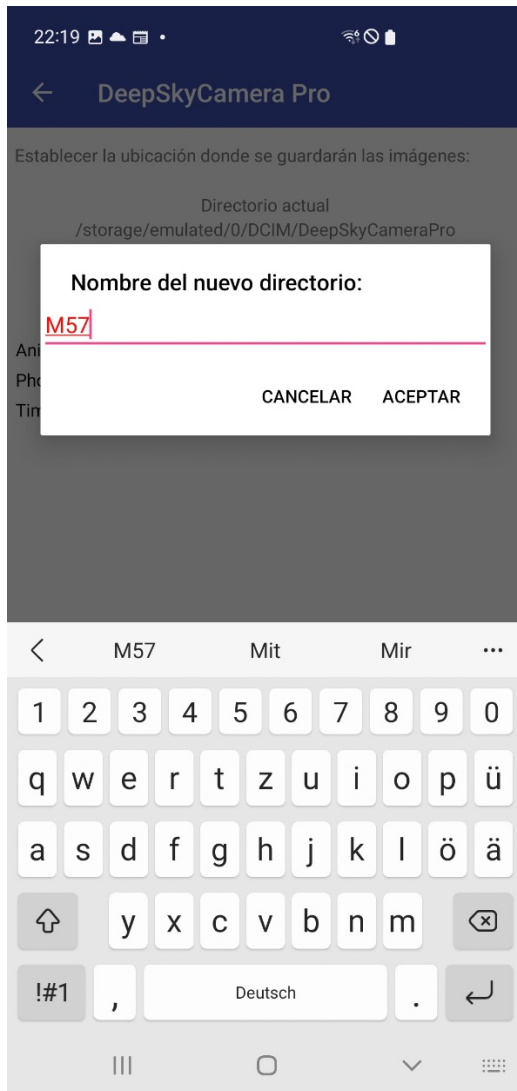 22:19
DeepSkyCamera Pro
Establecer la ubicación donde se guardarán las imágenes:
Directorio actual
/storage/emulated/0/DCIM/DeepSkyCameraPro
Nombre del nuevo directorio:
M57
Ani
Pho
Tim
CANCELAR ACEPTAR
M57 Mit Mir
1 2 3 4 5 6 7 8 9 0
q w e r t z u i o p ü
a s d f g h j k l ö ä
y x c v b n m
!#1 , Deutsch .